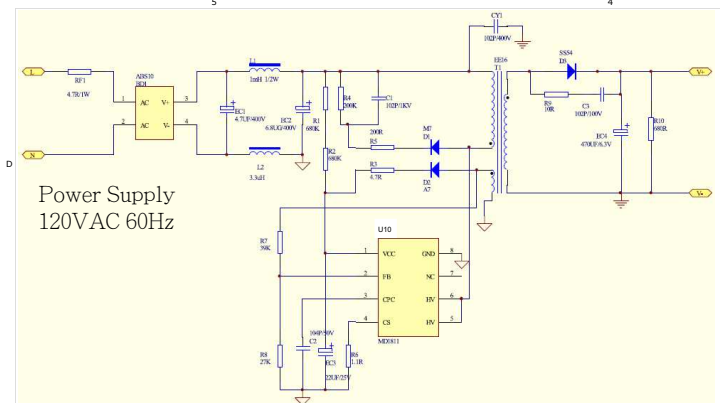 5
4
CY1
102P/400V
L
RF1
4.7R/1W
ABS10
BD1
1
AC
V+
3
2
AC
V-
4
N
L1
1mH 1/2W
EC1
4.7UF/400V
EC2
6.8UG/400V
L2
3.3uH
R1
680K
R4
200K
C1
102P/1KV
R2
680K
200R
R5
M7
D1
R3
4.7R
D2
A7
EE16
T1
SS54
D3
R9
10R
C3
102P/100V
EC4
470UF/6.3V
R10
680R
V+
V-
D
Power Supply
120VAC 60Hz
R7
39K
R8
27K
U10
1
VCC
GND
8
2
FB
NC
7
3
CPC
HV
6
4
CS
HV
5
MD1811
104P/50V
C2
EC3
22UF/25V
R6
1.1R